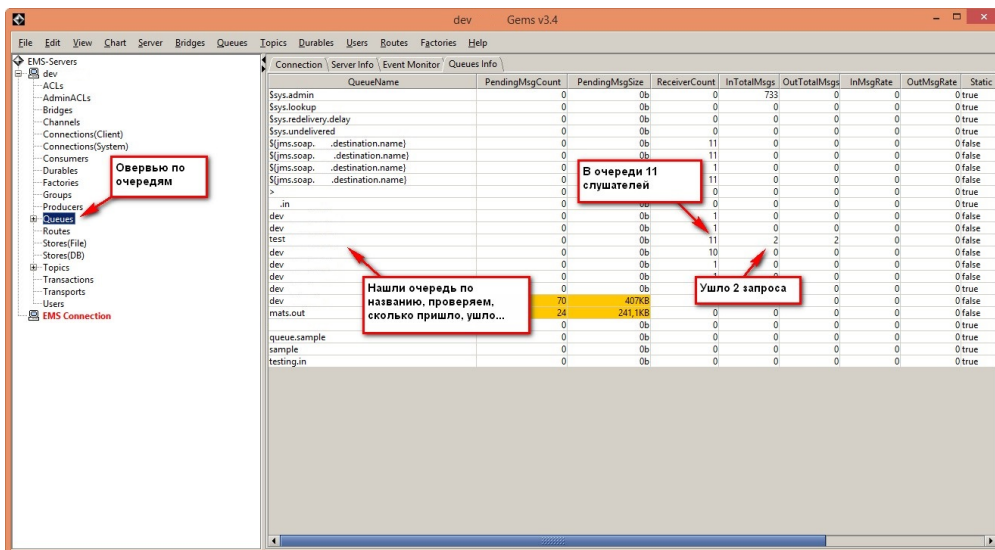 dev Gems v3.4
File Edit View Chart Server Bridges Queues Topics Durables Users Routes Factories Help
EMS-Servers
dev
ACLs
AdminACLs
Bridges
Channels
Connections(Client)
Connections(System)
Consumers
Durables
Factories
Groups
Producers
Queues
Routes
Stores(File)
Stores(DB)
Topics
Transactions
Transports
Users
EMS Connection
Овервью по
очередям
Connection Server Info Event Monitor Queues Info
QueueName PendingMsgCount PendingMsgSize ReceiverCount InTotalMsgs OutTotalMsgs InMsgRate OutMsgRate Static
$sys.admin 0 0b 0 733 0 0 0 true
$sys.lookup 0 0b 0 0 0 0 0 true
$sys.redelivery.delay 0 0b 0 0 0 0 0 true
$sys.undelivered 0 0b 0 0 0 0 0 true
${jms.soap. .destination.name} 0 0b 11 0 0 0 0 false
${jms.soap. .destination.name} 0 0b 11 0 0 0 0 false
${jms.soap. .destination.name} 0 1 0 0 0 0 false
${jms.soap. .destination.name} 0 11 0 0 0 0 false
> 0 0 0 0 0 0 true
.in 0 0b 0 0 0 0 0 true
dev 0 0b 1 0 0 0 0 false
dev 0 0b 1 0 0 0 0 false
test 0 0b 11 2 2 0 0 false
dev 0 0b 10 0 0 0 0 false
dev 0 0b 1 0 0 0 0 false
dev 0 0b 0 0 0 false
dev 0 0b 0 0 0 true
dev 70 407KB 0 0 0 false
mats.out 24 241,1KB 0 0 0 0 0 false
0 0b 0 0 0 0 0 true
queue.sample 0 0b 0 0 0 0 0 true
sample 0 0b 0 0 0 0 0 true
testing.in 0 0b 0 0 0 0 0 true
В очереди 11
слушателей
Ушло 2 запроса
Нашли очередь по
названию, проверяем,
сколько пришло, ушло...